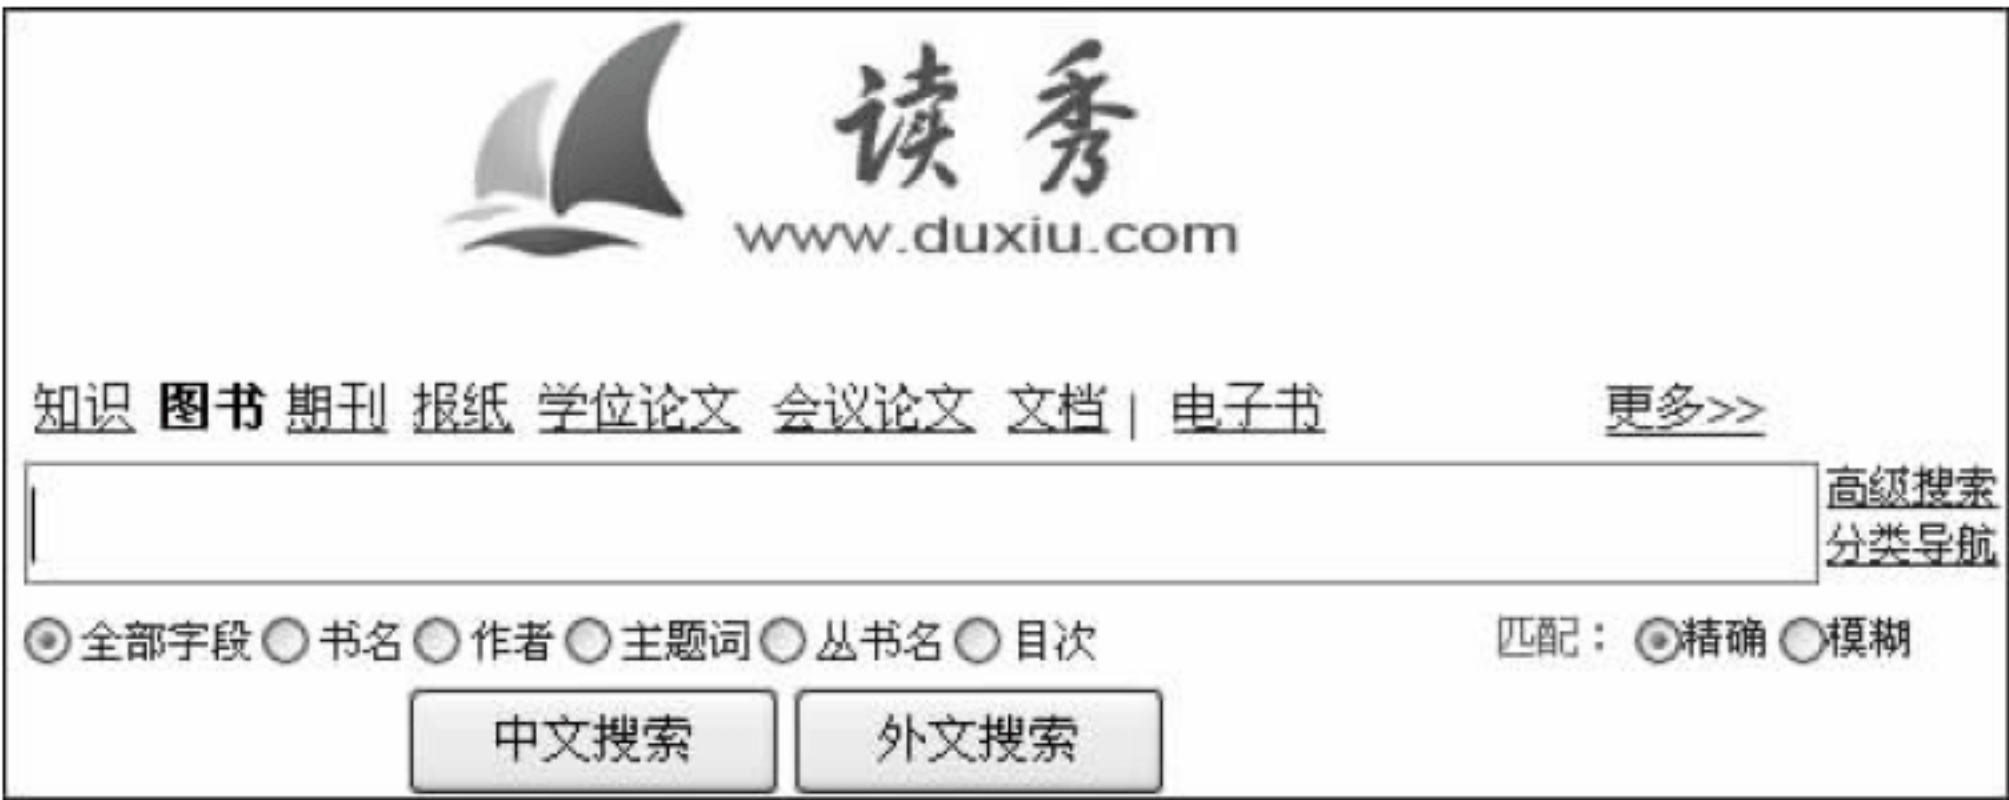 读秀
www.duxiu.com
知识 图书 期刊 报纸 学位论文 会议论文 文档 | 电子书 更多>>
高级搜索
分类导航
全部字段 书名 作者 主题词 丛书名 目次 匹配： 精确 模糊
中文搜索 外文搜索